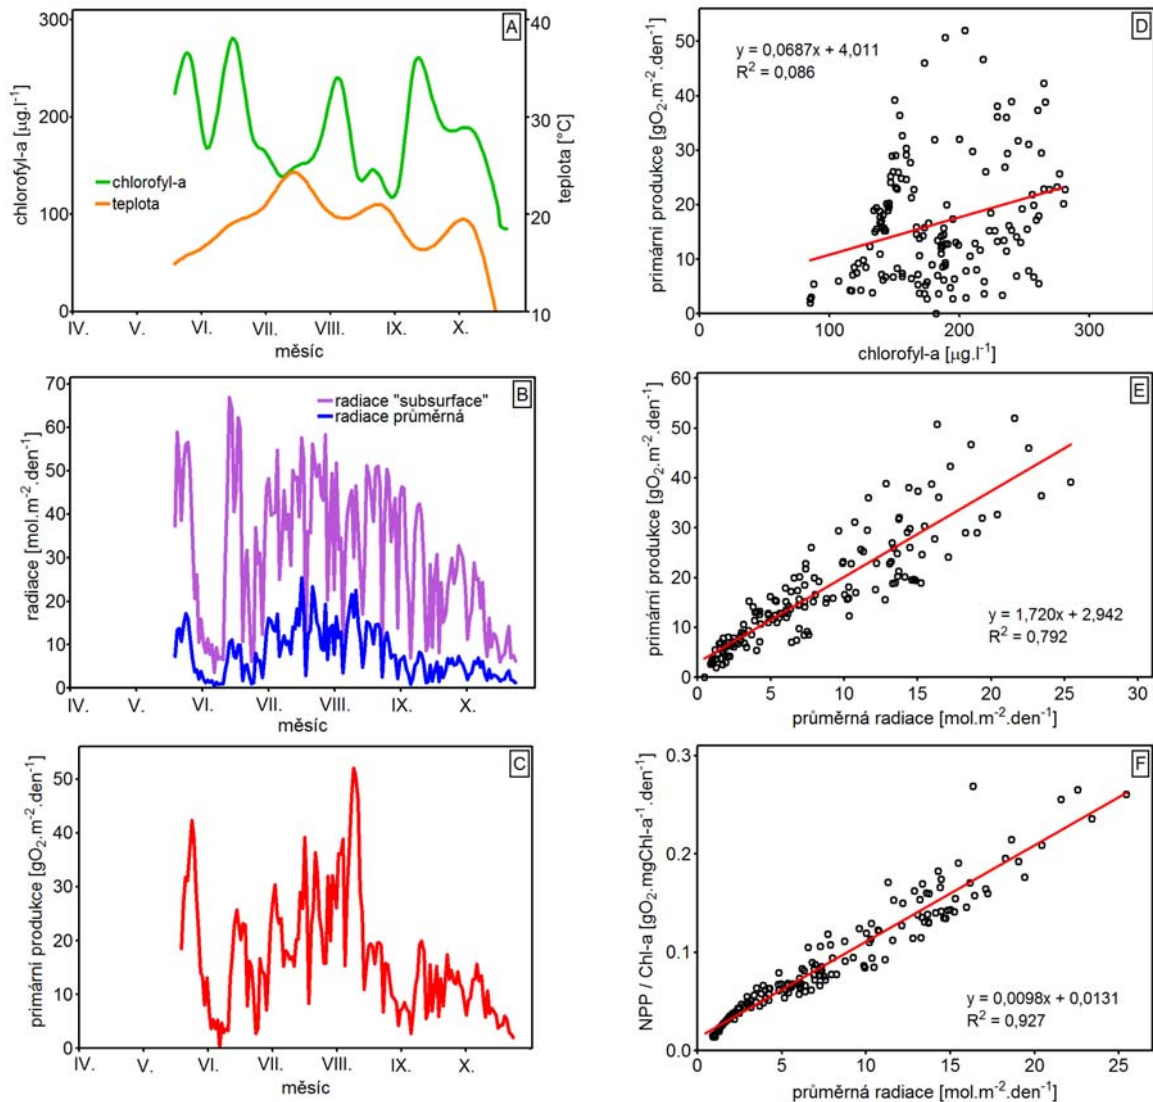 A
chlorofyl-a [µg.l⁻¹]
300
200
100
0
40
30
20
10
teplota [°C]
chlorofyl-a
teplota
IV. V. VI. VII. VIII. IX. X.
měsíc
B
radiace [mol.m⁻².den⁻¹]
70
60
50
40
30
20
10
0
radiace "subsurface"
radiace průměrná
IV. V. VI. VII. VIII. IX. X.
měsíc
C
primární produkce [gO₂.m⁻².den⁻¹]
50
40
30
20
10
0
IV. V. VI. VII. VIII. IX. X.
měsíc
D
primární produkce [gO₂.m⁻².den⁻¹]
50
40
30
20
10
0
y = 0,0687x + 4,011
R² = 0,086
0 100 200 300
chlorofyl-a [µg.l⁻¹]
E
primární produkce [gO₂.m⁻².den⁻¹]
60
50
40
30
20
10
0
y = 1,720x + 2,942
R² = 0,792
0 5 10 15 20 25 30
průměrná radiace [mol.m⁻².den⁻¹]
F
NPP / Chl-a [gO₂.mgChl-a⁻¹.den⁻¹]
0.3
0.2
0.1
0.0
y = 0,0098x + 0,0131
R² = 0,927
0 5 10 15 20 25
průměrná radiace [mol.m⁻².den⁻¹]